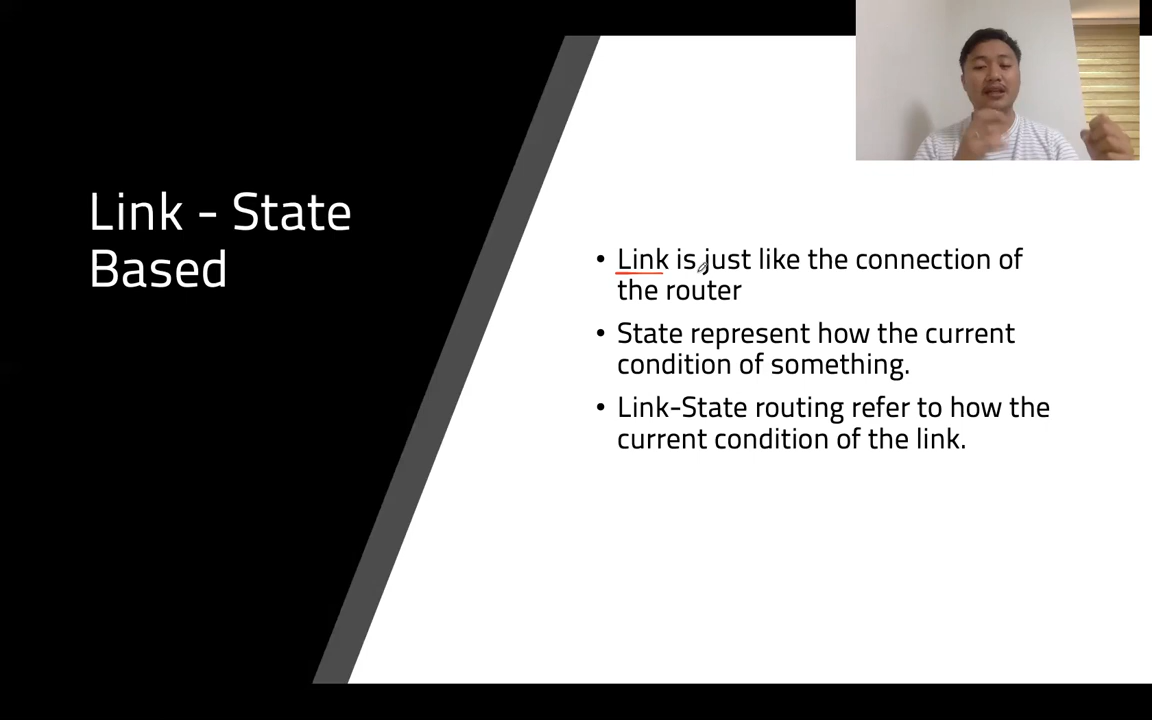 Link - State
Based
• Link is just like the connection of
the router
• State represent how the current
condition of something.
• Link-State routing refer to how the
current condition of the link.